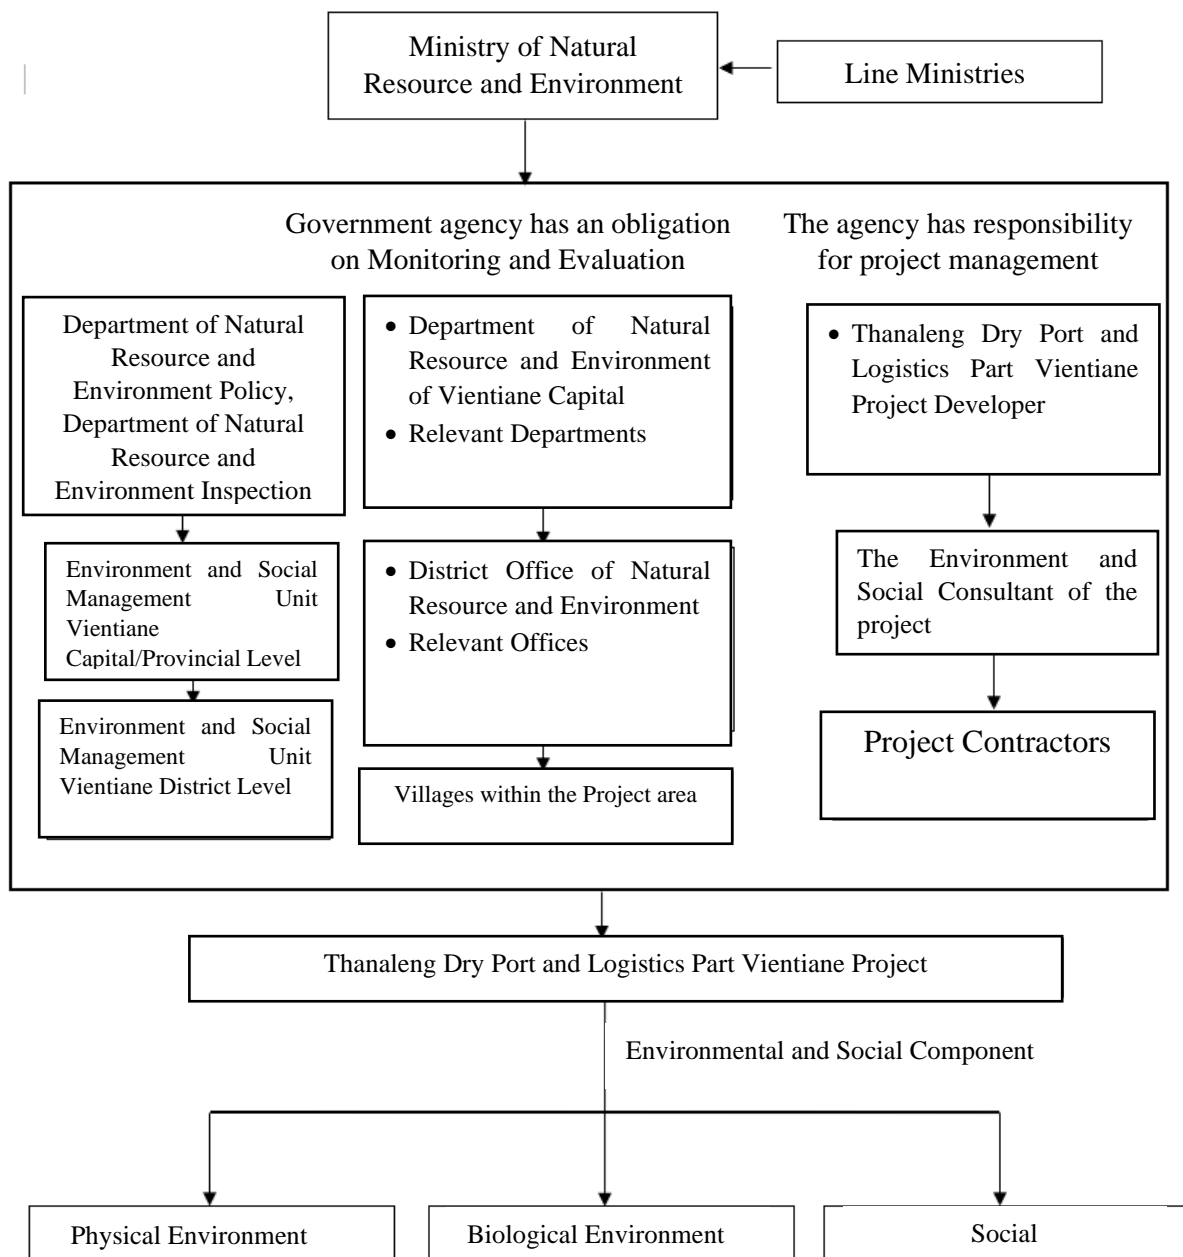 Ministry of Natural
Resource and Environment
Line Ministries
Government agency has an obligation
on Monitoring and Evaluation
The agency has responsibility
for project management
Department of Natural
Resource and
Environment Policy,
Department of Natural
Resource and
Environment Inspection
• Department of Natural
Resource and Environment
of Vientiane Capital
• Relevant Departments
• Thanaleng Dry Port and
Logistics Part Vientiane
Project Developer
Environment and Social
Management Unit
Vientiane
Capital/Provincial Level
• District Office of Natural
Resource and Environment
• Relevant Offices
The Environment and
Social Consultant of the
project
Environment and Social
Management Unit
Vientiane District Level
Villages within the Project area
Project Contractors
Thanaleng Dry Port and Logistics Part Vientiane Project
Environmental and Social Component
Physical Environment
Biological Environment
Social